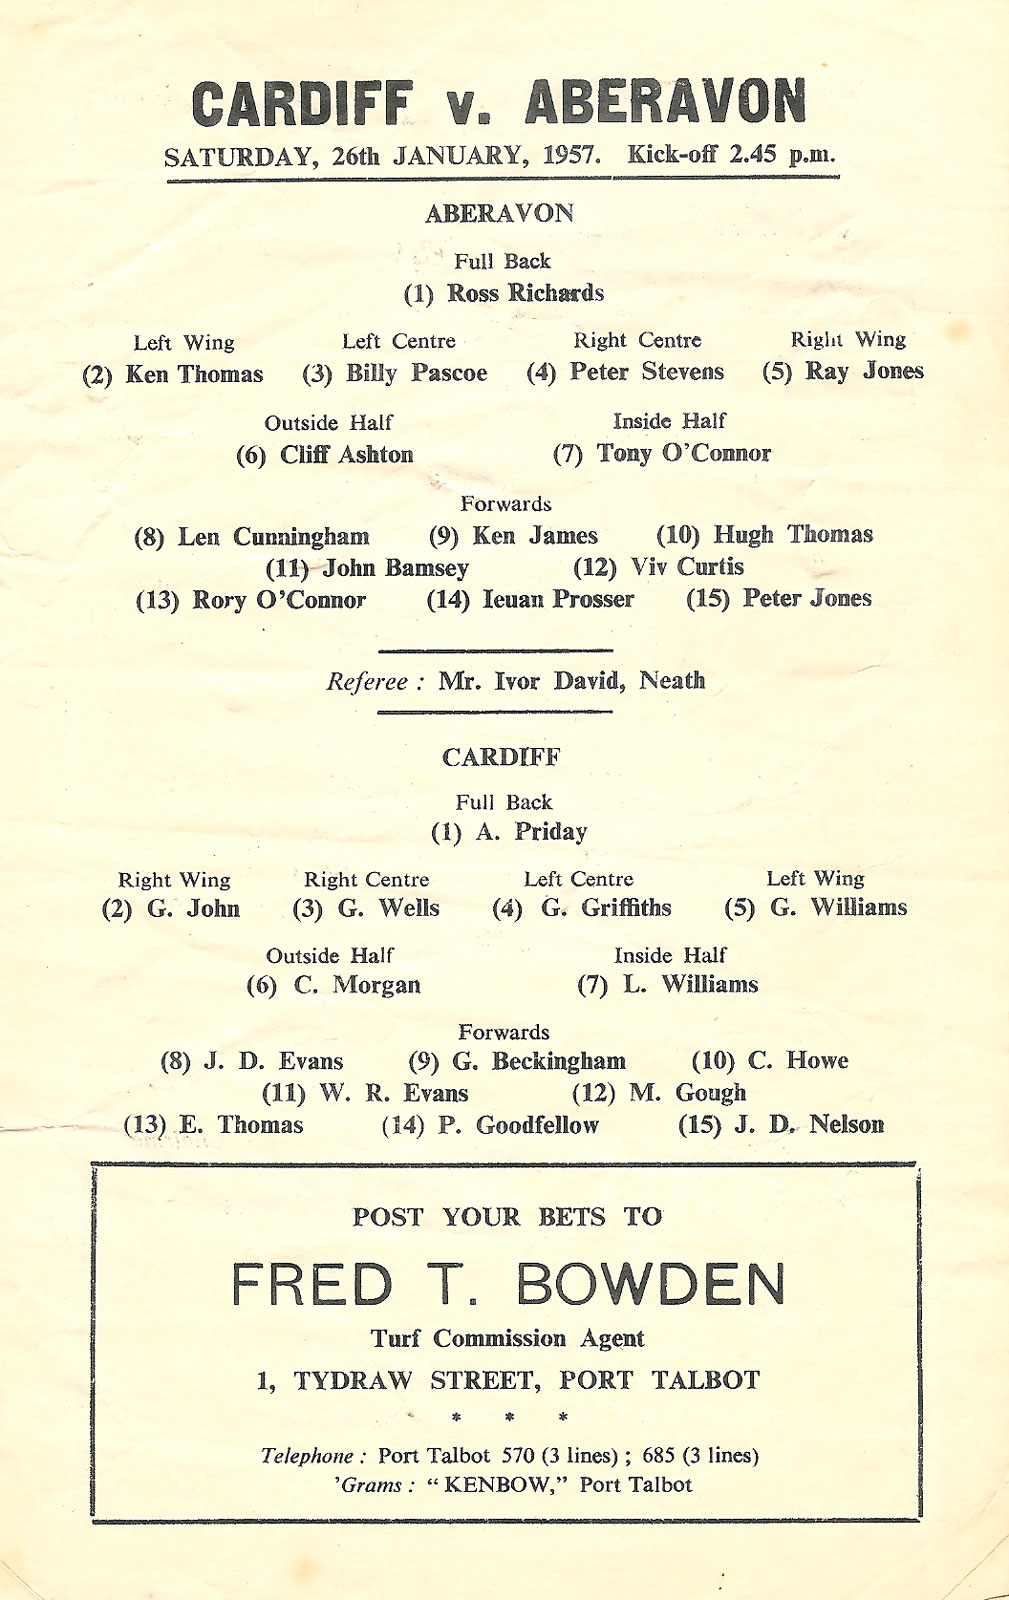 CARDIFF v. ABERAVON
SATURDAY, 26th JANUARY, 1957. Kick-off 2.45 p.m.
ABERAVON
Full Back
(1) Ross Richards
Left Wing Left Centre Right Centre Right Wing
(2) Ken Thomas (3) Billy Pascoe (4) Peter Stevens (5) Ray Jones
Outside Half Inside Half
(6) Cliff Ashton (7) Tony O'Connor
Forwards
(8) Len Cunningham (9) Ken James (10) Hugh Thomas
(11) John Bamsey (12) Viv Curtis
(13) Rory O'Connor (14) Ieuan Prosser (15) Peter Jones
Referee : Mr. Ivor David, Neath
CARDIFF
Full Back
(1) A. Priday
Right Wing Right Centre Left Centre Left Wing
(2) G. John (3) G. Wells (4) G. Griffiths (5) G. Williams
Outside Half Inside Half
(6) C. Morgan (7) L. Williams
Forwards
(8) J. D. Evans (9) G. Beckingham (10) C. Howe
(11) W. R. Evans (12) M. Gough
(13) E. Thomas (14) P. Goodfellow (15) J. D. Nelson
POST YOUR BETS TO
FRED T. BOWDEN
Turf Commission Agent
1, TYDRAW STREET, PORT TALBOT
* * *
Telephone : Port Talbot 570 (3 lines) ; 685 (3 lines)
'Grams : "KENBOW," Port Talbot